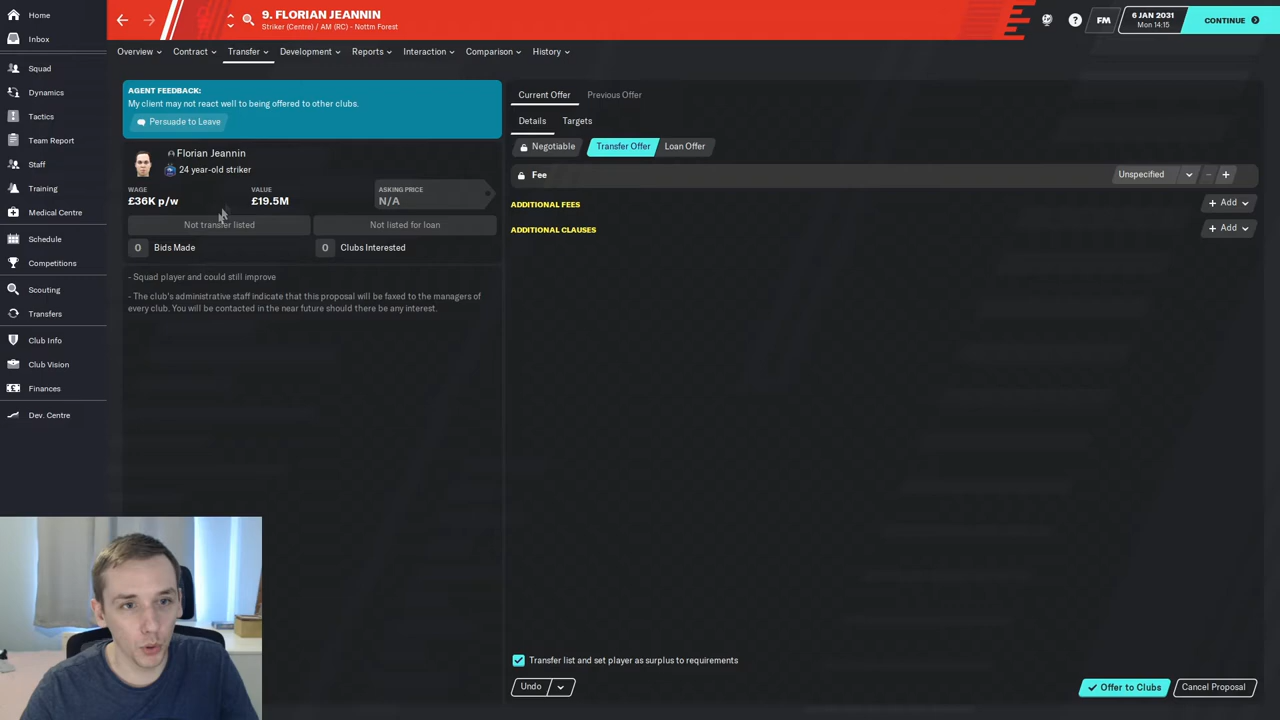 Home
Inbox
Squad
Dynamics
Tactics
Team Report
Staff
Training
Medical Centre
Schedule
Competitions
Scouting
Transfers
Club Info
Club Vision
Finances
Dev. Centre
9. FLORIAN JEANNIN
Striker (Centre) / AM (RC) - Nottm Forest
FM
6 JAN 2031
Mon 14:15
CONTINUE
Overview
Contract
Transfer
Development
Reports
Interaction
Comparison
History
AGENT FEEDBACK:
My client may not react well to being offered to other clubs.
Persuade to Leave
Florian Jeannin
24 year-old striker
WAGE
£36K p/w
VALUE
£19.5M
ASKING PRICE
N/A
Not transfer listed
Not listed for loan
0 Bids Made
0 Clubs Interested
- Squad player and could still improve
- The club's administrative staff indicate that this proposal will be faxed to the managers of
every club. You will be contacted in the near future should there be any interest.
Current Offer
Previous Offer
Details
Targets
Negotiable
Transfer Offer
Loan Offer
Fee
Unspecified
ADDITIONAL FEES
Add
ADDITIONAL CLAUSES
Add
Transfer list and set player as surplus to requirements
Undo
Offer to Clubs
Cancel Proposal